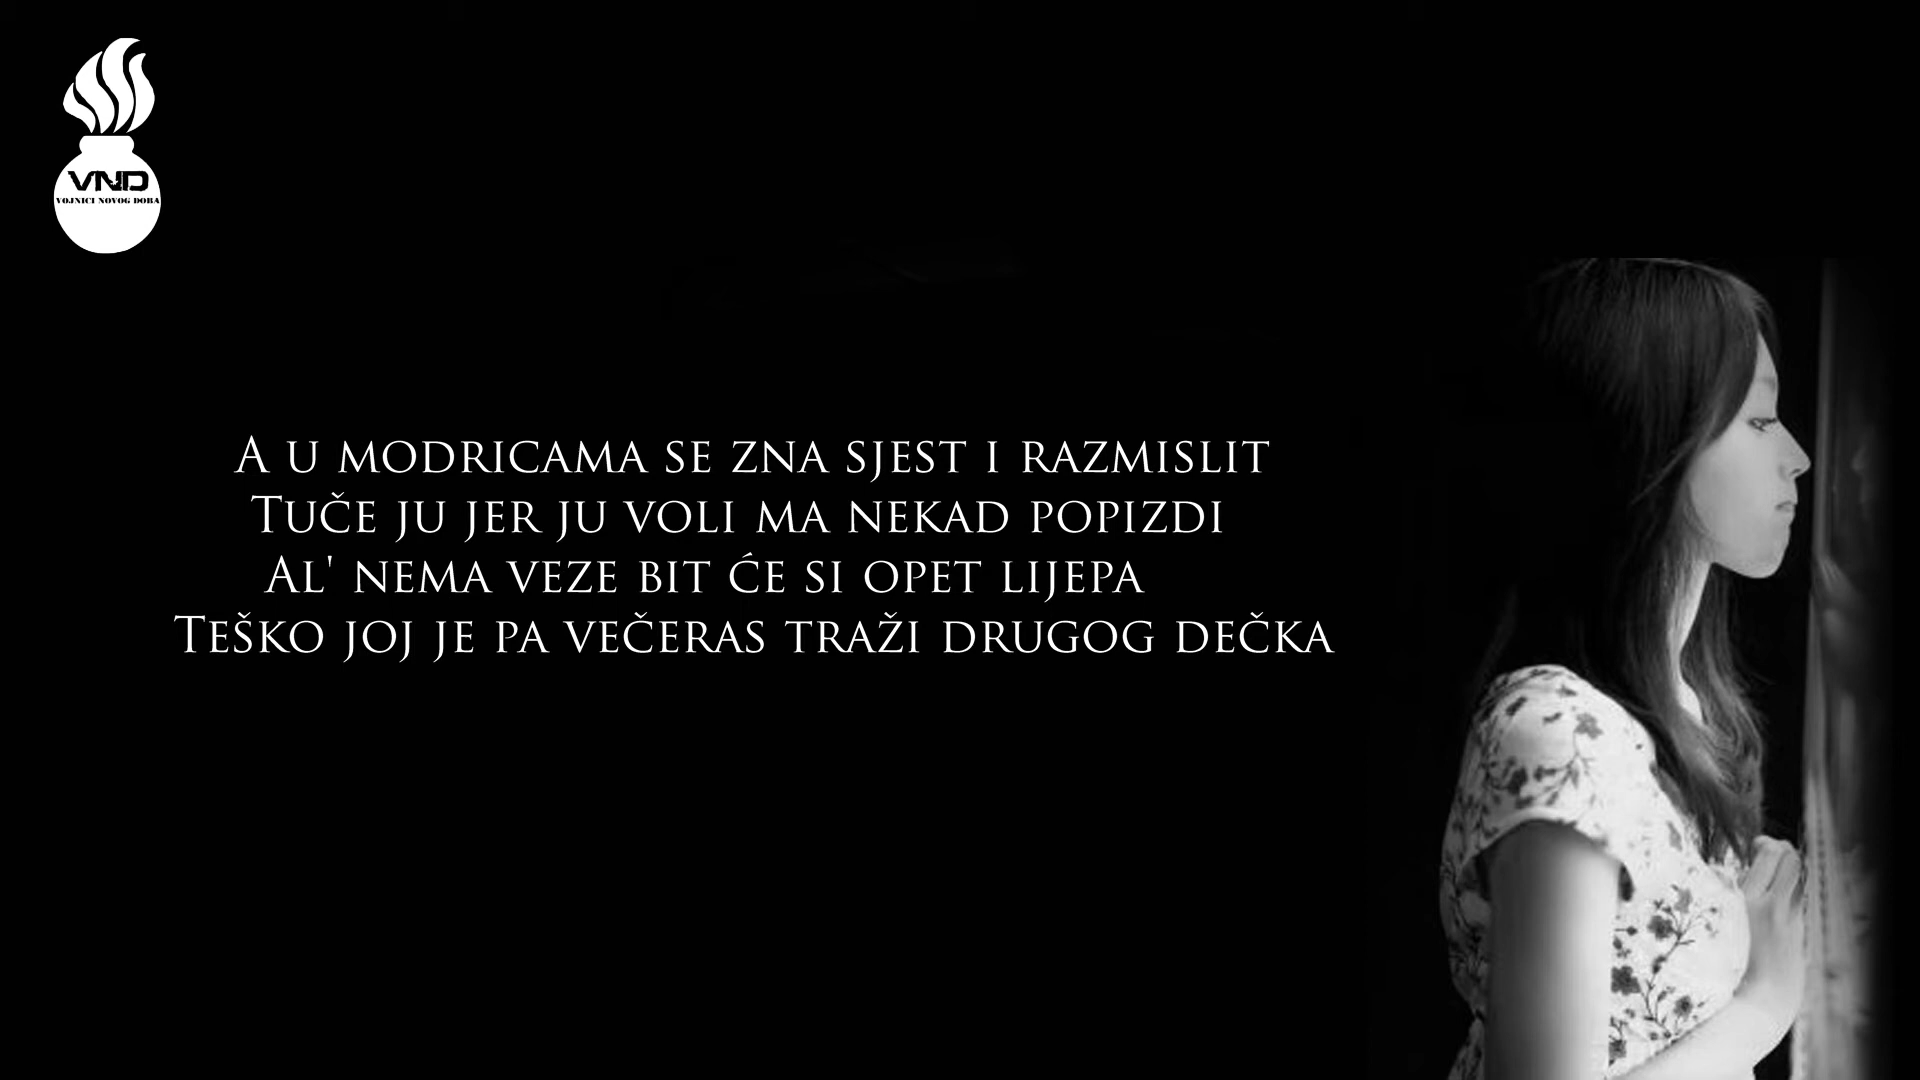 VND
VOJNICI NOVOG DOBA
A U MODRICAMA SE ZNA SJEST I RAZMISLIT
TUČE JU JER JU VOLI MA NEKAD POPIZDI
AL' NEMA VEZE BIT ĆE SI OPET LIJEPA
TEŠKO JOJ JE PA VEČERAS TRAŽI DRUGOG DEČKA